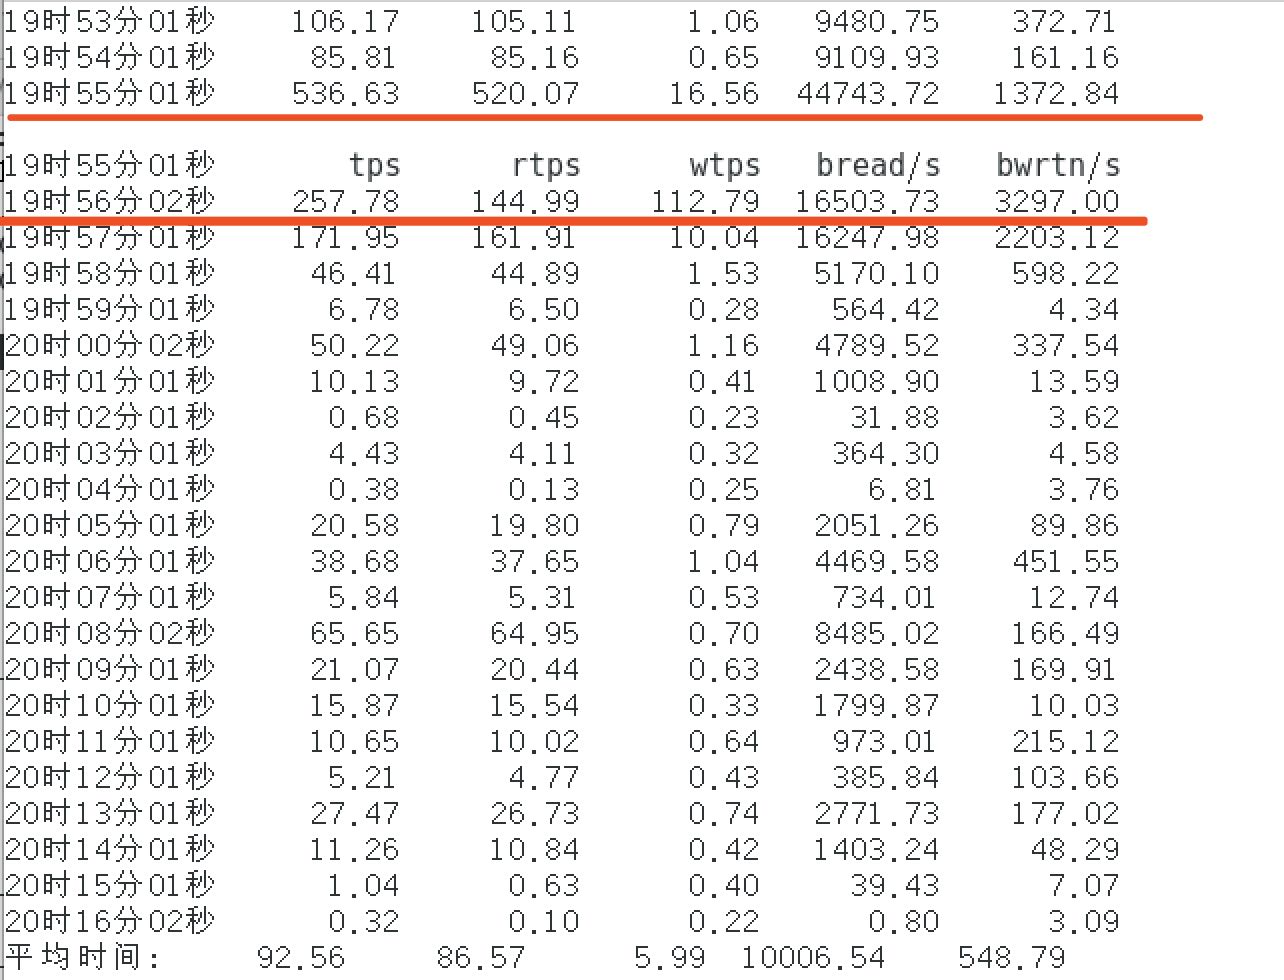 19时53分01秒 106.17 105.11 1.06 9480.75 372.71
19时54分01秒 85.81 85.16 0.65 9109.93 161.16
19时55分01秒 536.63 520.07 16.56 44743.72 1372.84
19时55分01秒 tps rtps wtps bread/s bwrtn/s
19时56分02秒 257.78 144.99 112.79 16503.73 3297.00
19时57分01秒 171.95 161.91 10.04 16247.98 2203.12
19时58分01秒 46.41 44.89 1.53 5170.10 598.22
19时59分01秒 6.78 6.50 0.28 564.42 4.34
20时00分02秒 50.22 49.06 1.16 4789.52 337.54
20时01分01秒 10.13 9.72 0.41 1008.90 13.59
20时02分01秒 0.68 0.45 0.23 31.88 3.62
20时03分01秒 4.43 4.11 0.32 364.30 4.58
20时04分01秒 0.38 0.13 0.25 6.81 3.76
20时05分01秒 20.58 19.80 0.79 2051.26 89.86
20时06分01秒 38.68 37.65 1.04 4469.58 451.55
20时07分01秒 5.84 5.31 0.53 734.01 12.74
20时08分02秒 65.65 64.95 0.70 8485.02 166.49
20时09分01秒 21.07 20.44 0.63 2438.58 169.91
20时10分01秒 15.87 15.54 0.33 1799.87 10.03
20时11分01秒 10.65 10.02 0.64 973.01 215.12
20时12分01秒 5.21 4.77 0.43 385.84 103.66
20时13分01秒 27.47 26.73 0.74 2771.73 177.02
20时14分01秒 11.26 10.84 0.42 1403.24 48.29
20时15分01秒 1.04 0.63 0.40 39.43 7.07
20时16分02秒 0.32 0.10 0.22 0.80 3.09
平均时间: 92.56 86.57 5.99 10006.54 548.79